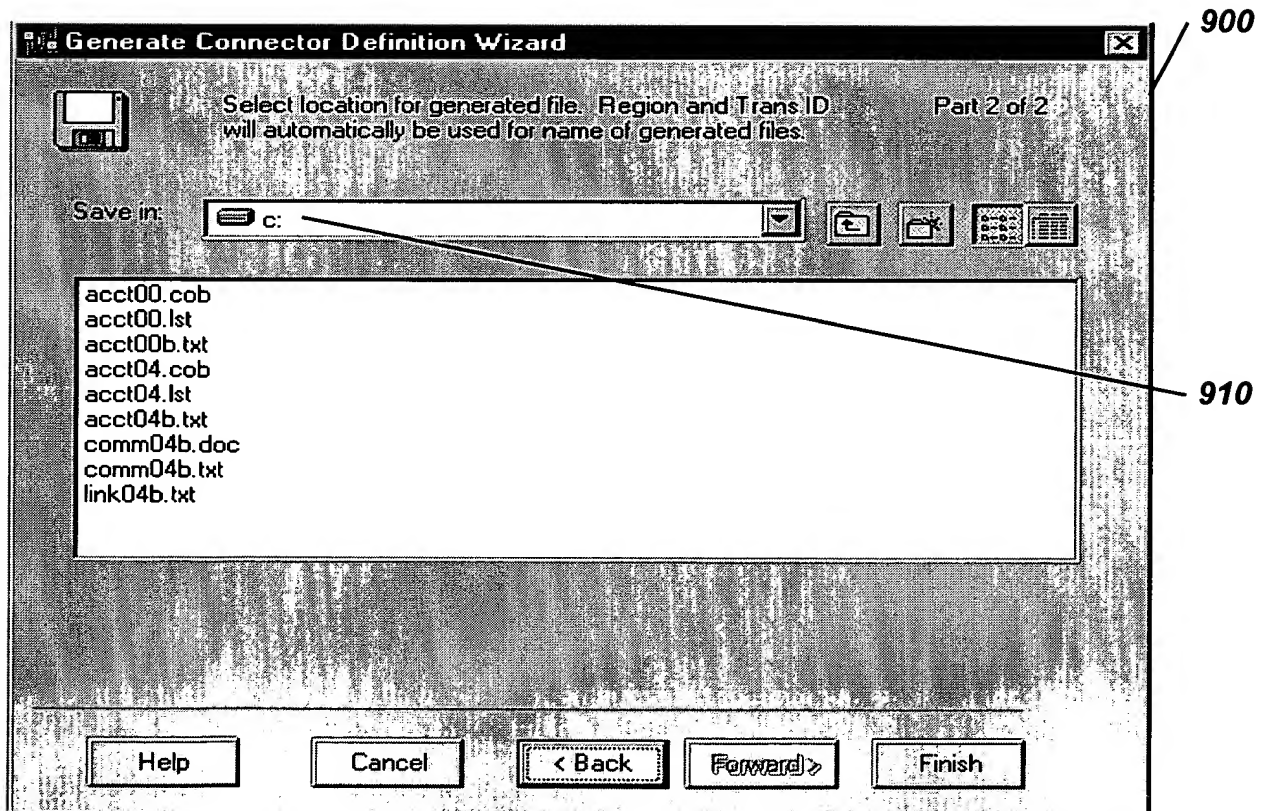 900
Generate Connector Definition Wizard
Select location for generated file. Region and Trans ID
will automatically be used for name of generated files.
Part 2 of 2
Save in:
c:
acct00.cob
acct00.lst
acct00b.txt
acct04.cob
acct04.lst
acct04b.txt
comm04b.doc
comm04b.txt
link04b.txt
910
Help
Cancel
< Back
Forward >
Finish